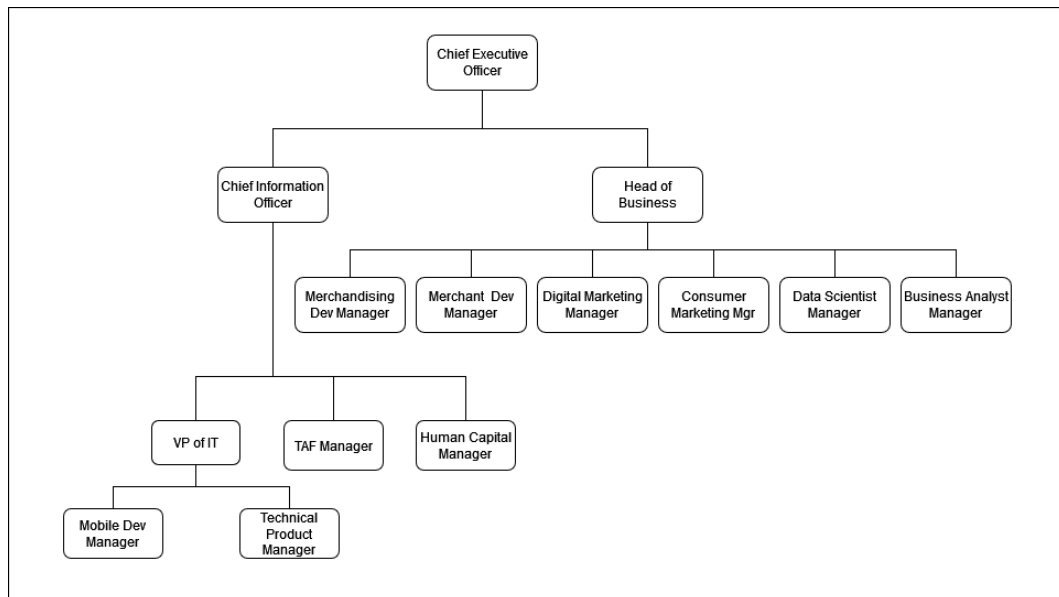 Chief Executive
Officer
Chief Information
Officer
Head of
Business
Merchandising
Dev Manager
Merchant Dev
Manager
Digital Marketing
Manager
Consumer
Marketing Mgr
Data Scientist
Manager
Business Analyst
Manager
VP of IT
TAF Manager
Human Capital
Manager
Mobile Dev
Manager
Technical
Product
Manager